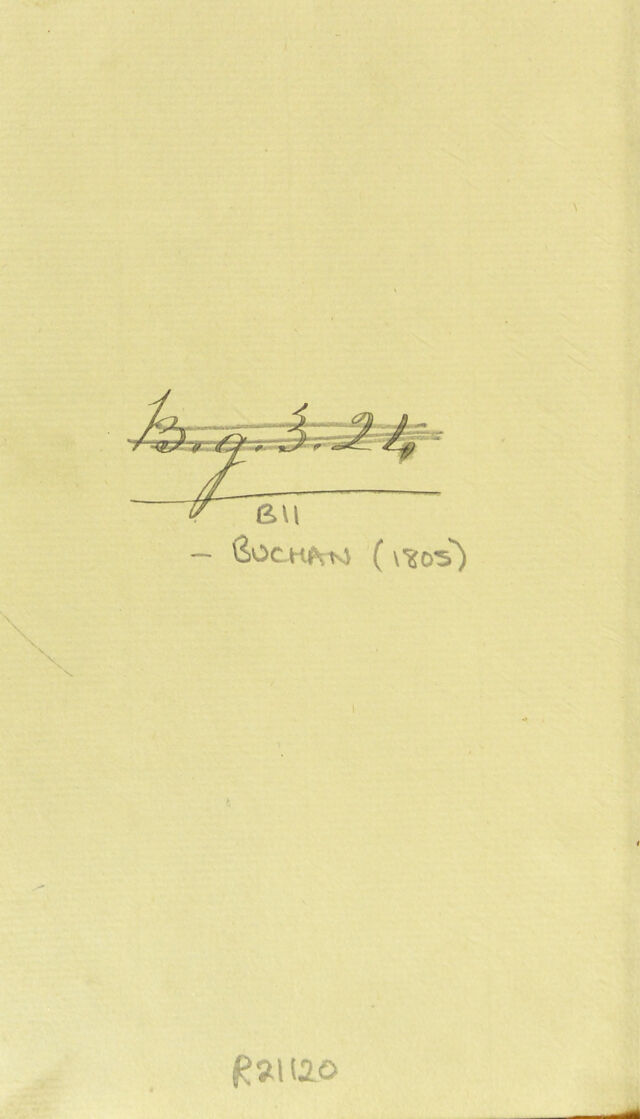 B.g.3.24
B11
- BUCHAN (1805)
R21120